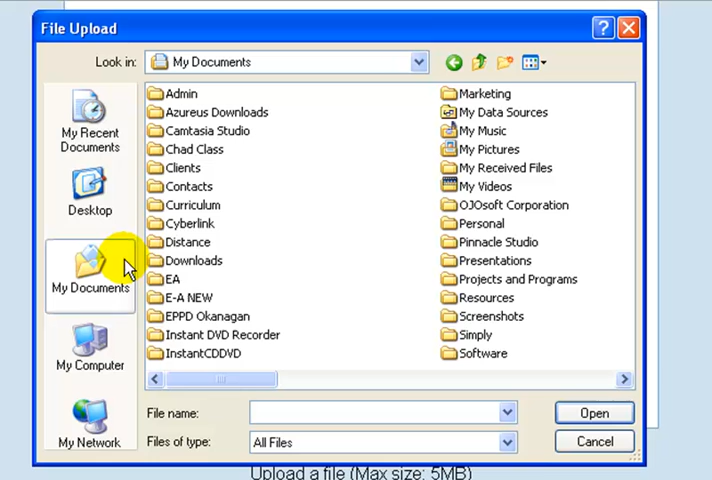 File Upload
Look in:
My Documents
My Recent
Documents
Desktop
My Documents
My Computer
My Network
Admin
Azureus Downloads
Camtasia Studio
Chad Class
Clients
Contacts
Curriculum
Cyberlink
Distance
Downloads
EA
E-A NEW
EPPD Okanagan
Instant DVD Recorder
InstantCDDVD
Marketing
My Data Sources
My Music
My Pictures
My Received Files
My Videos
OJOsoft Corporation
Personal
Pinnacle Studio
Presentations
Projects and Programs
Resources
Screenshots
Simply
Software
File name:
Open
Files of type:
All Files
Cancel
Upload a file (Max size: 5MB)